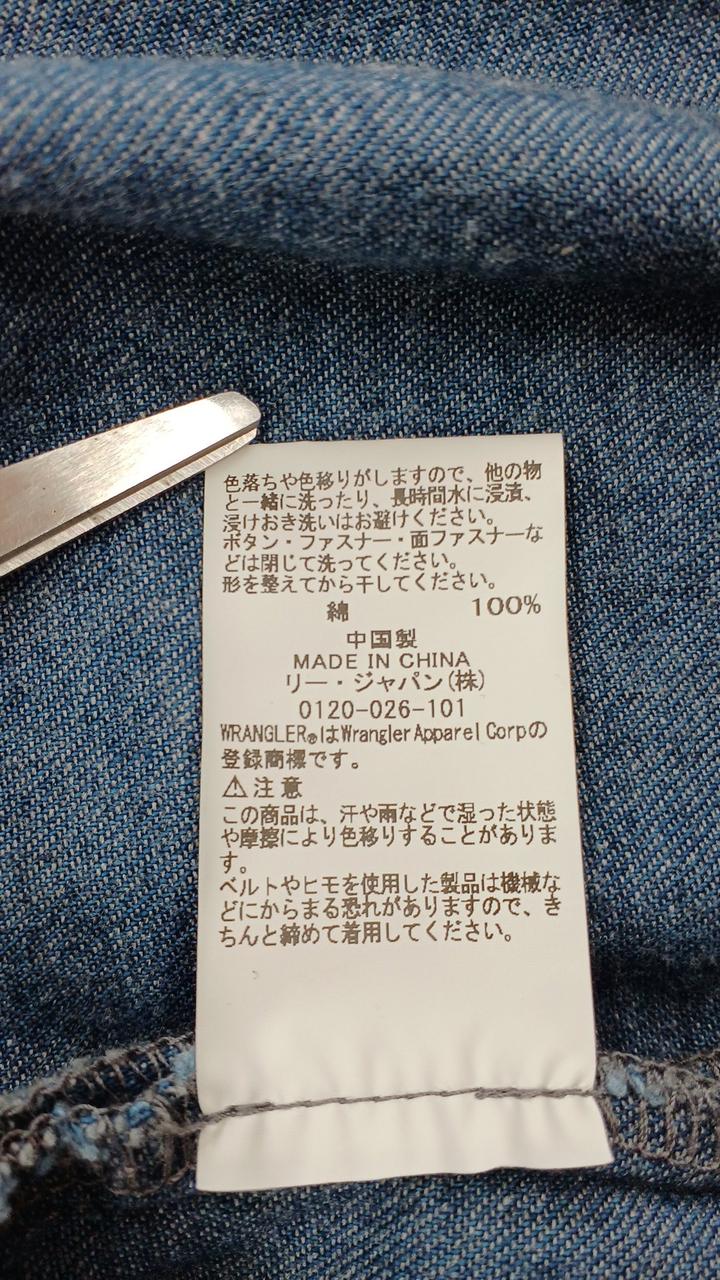 色落ちや色移りがしますので、他の物
と一緒に洗ったり、長時間水に浸漬、
浸けおき洗いはお避けください。
ボタン・ファスナー・面ファスナーな
どは閉じて洗ってください。
形を整えてから干してください。
綿 100%
中国製
MADE IN CHINA
リー・ジャパン(株)
0120-026-101
WRANGLER®はWrangler Apparel Corpの
登録商標です。
⚠注意
この商品は、汗や雨などで湿った状態
や摩擦により色移りすることがありま
す。
ベルトやヒモを使用した製品は機械な
どにからまる恐れがありますので、き
ちんと締めて着用してください。